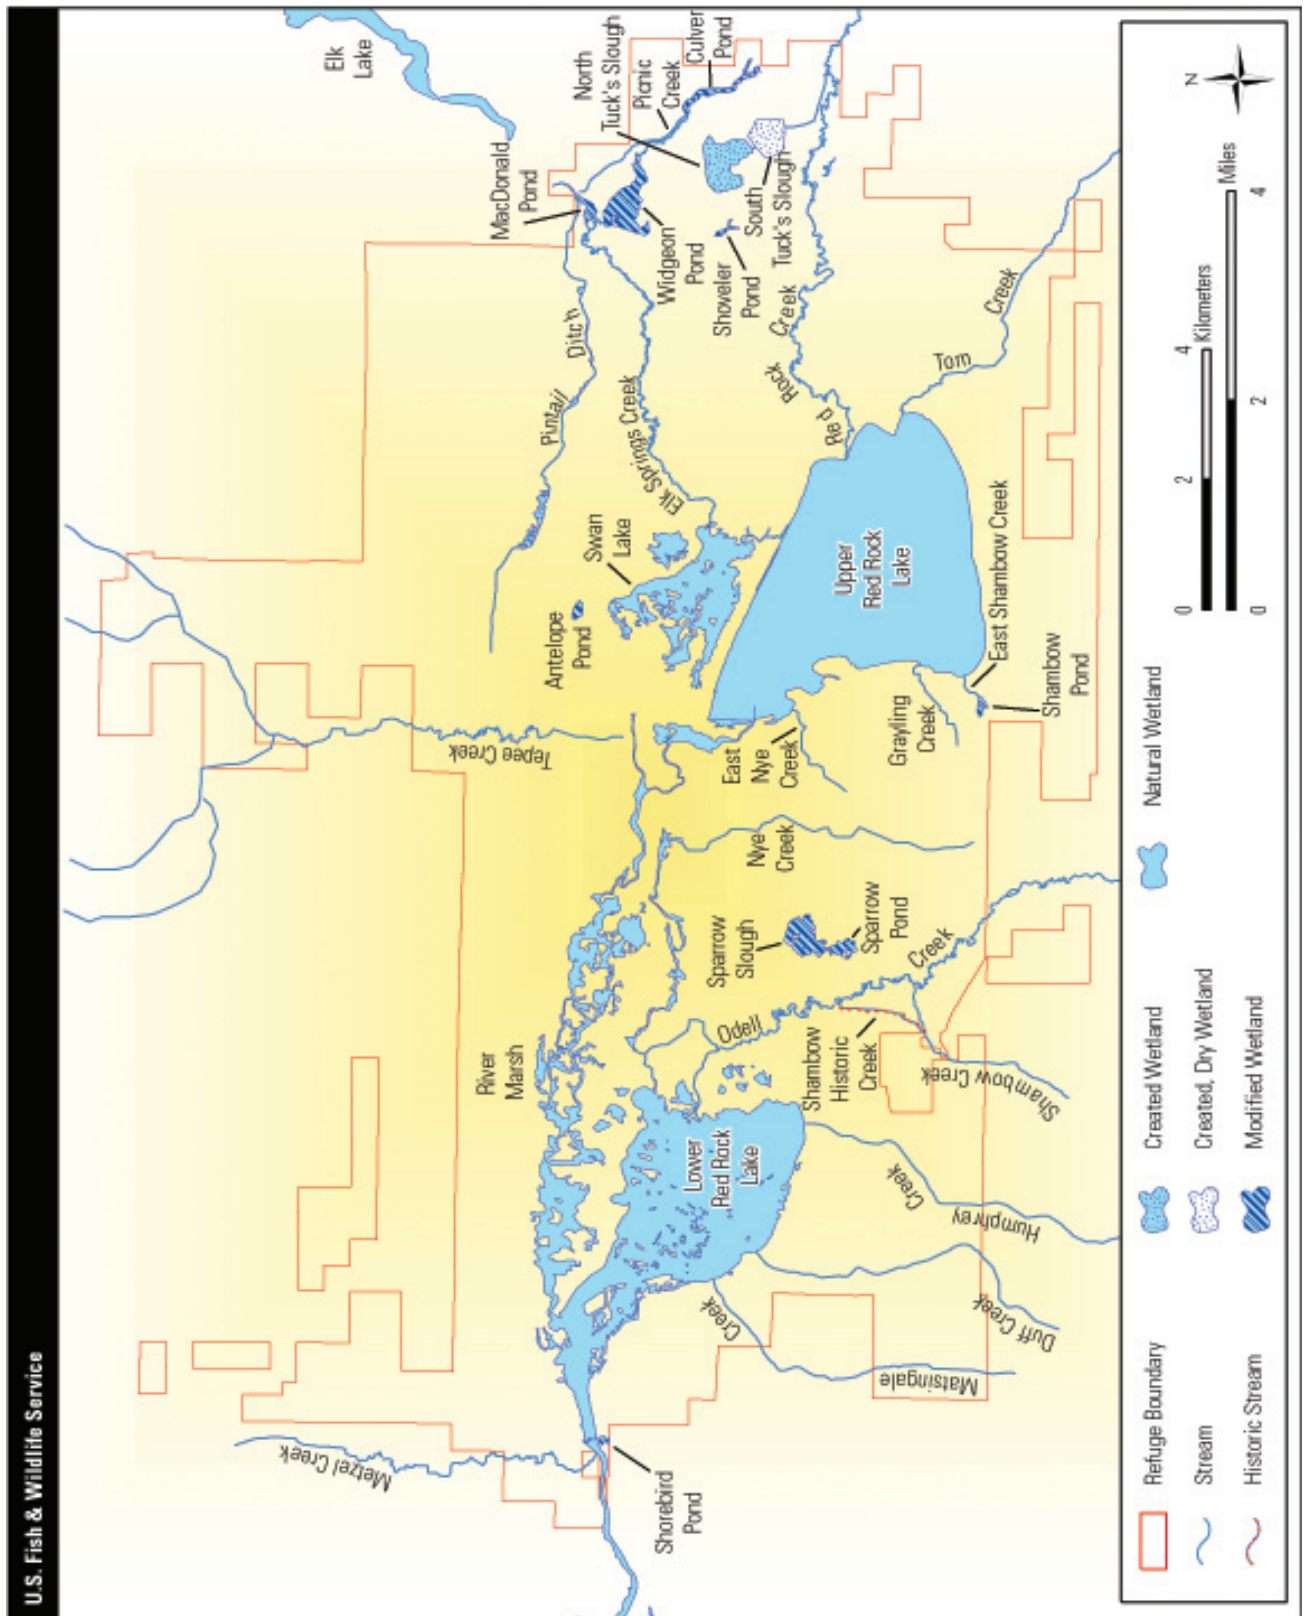 U.S. Fish & Wildlife Service
Elk
Lake
MacDonald
Pond
North
Tuck's Slough
Picnic
Creek
Culver
Pond
Widgeon
Pond
Shoveler
Pond
South
Tuck's Slough
Pintail Ditch
Elk Springs Creek
Red Rock Creek
Tom Creek
Swan
Lake
Antelope
Pond
Upper
Red Rock
Lake
East Shambow Creek
Shambow
Pond
Grayling
Creek
East
Nye
Creek
Nye
Creek
Tepee Creek
Sparrow
Slough
Sparrow
Pond
Odell Creek
River
Marsh
Shambow
Historic
Creek
Shambow Creek
Lower
Red Rock
Lake
Humphrey Creek
Duff Creek
Matsingale Creek
Metzel Creek
Shorebird
Pond
Refuge Boundary
Stream
Historic Stream
Created Wetland
Created, Dry Wetland
Modified Wetland
Natural Wetland
0 2 4
Kilometers
0 2 4
Miles
N